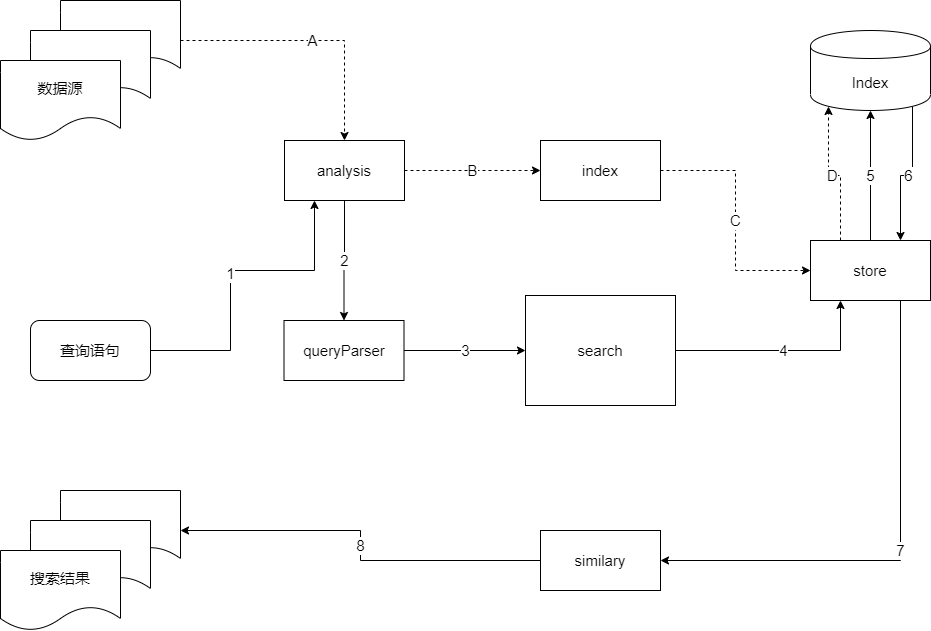 A
数据源
Index
analysis
B
index
D
5
6
C
1
2
store
查询语句
queryParser
3
search
4
8
7
similary
搜索结果